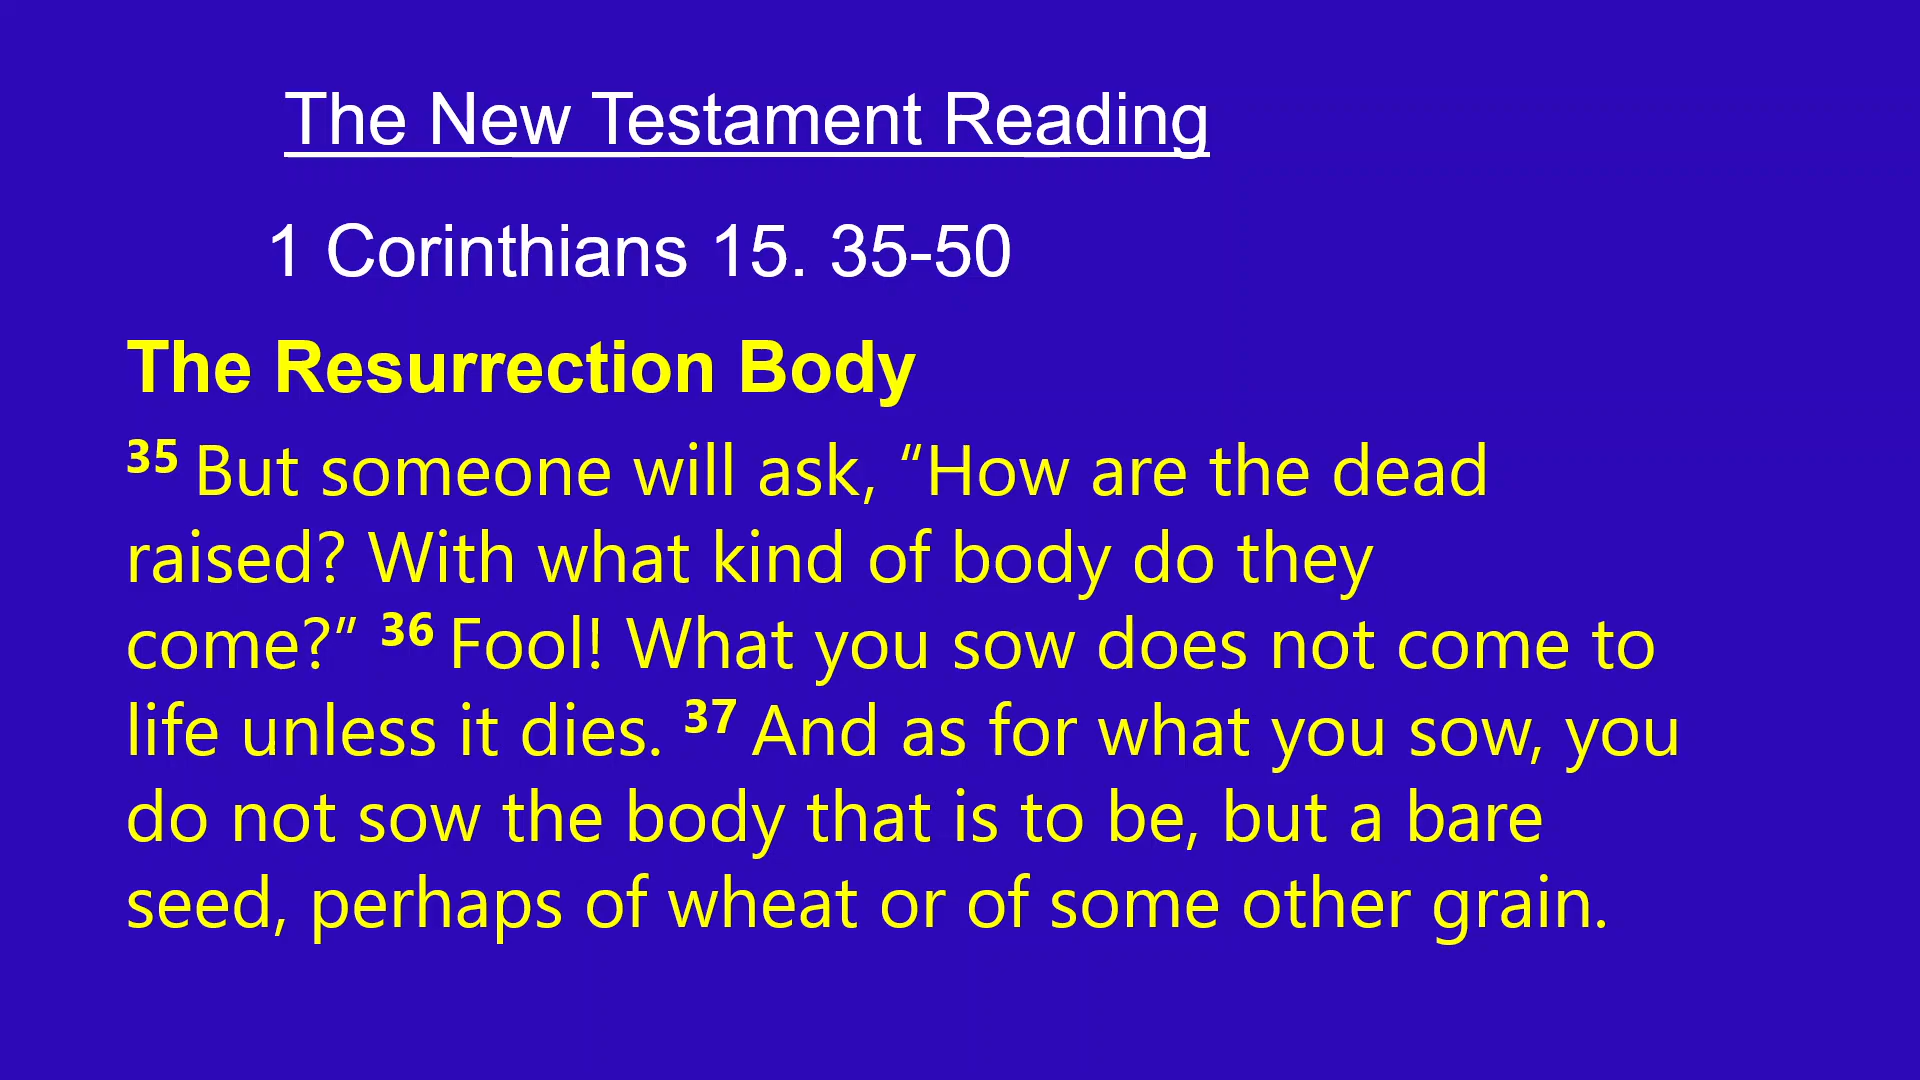 The New Testament Reading
1 Corinthians 15. 35-50
The Resurrection Body
35 But someone will ask, “How are the dead
raised? With what kind of body do they
come?” 36 Fool! What you sow does not come to
life unless it dies. 37 And as for what you sow, you
do not sow the body that is to be, but a bare
seed, perhaps of wheat or of some other grain.